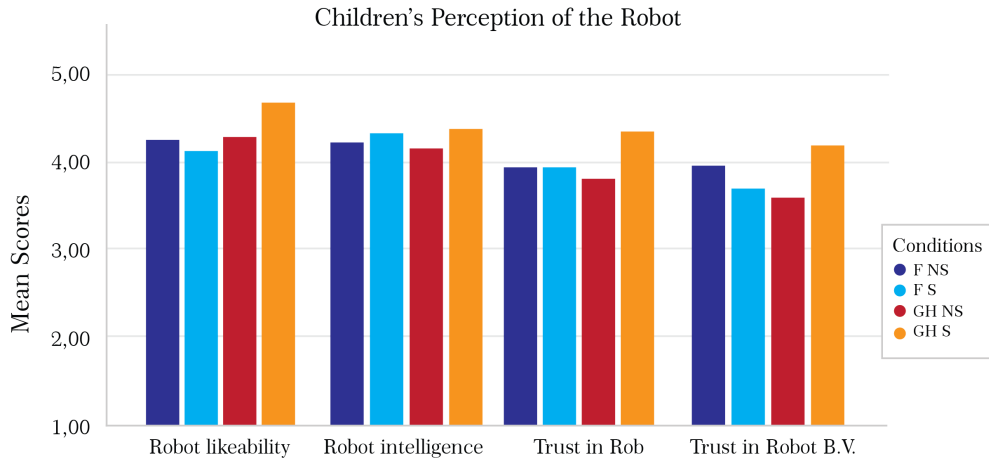 Children’s Perception of the Robot
5,00
4,00
3,00
2,00
1,00
Mean Scores
Robot likeability
Robot intelligence
Trust in Rob
Trust in Robot B.V.
Conditions
F NS
F S
GH NS
GH S